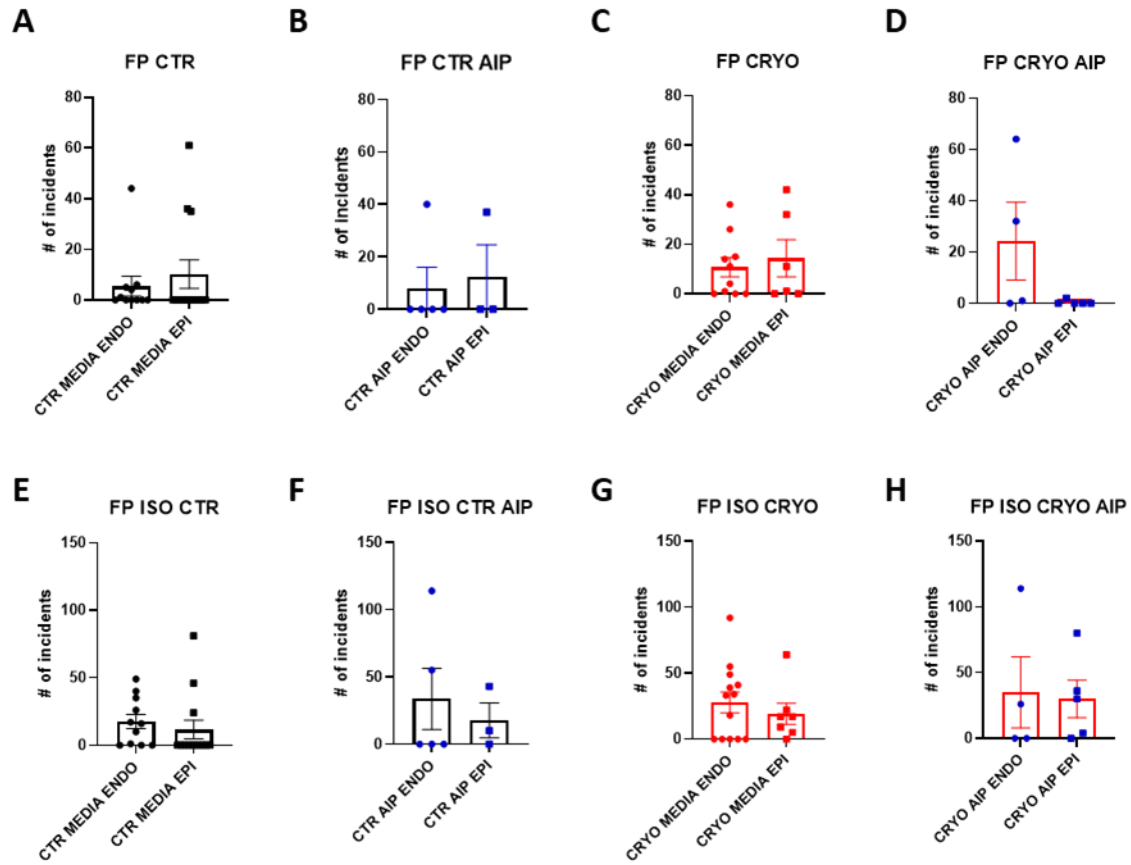 A
FP CTR
80
60
40
20
0
# of incidents
CTR MEDIA ENDO
CTR MEDIA EPI
B
FP CTR AIP
80
60
40
20
0
# of incidents
CTR AIP ENDO
CTR AIP EPI
C
FP CRYO
80
60
40
20
0
# of incidents
CRYO MEDIA ENDO
CRYO MEDIA EPI
D
FP CRYO AIP
80
60
40
20
0
# of incidents
CRYO AIP ENDO
CRYO AIP EPI
E
FP ISO CTR
150
100
50
0
# of incidents
CTR MEDIA ENDO
CTR MEDIA EPI
F
FP ISO CTR AIP
150
100
50
0
# of incidents
CTR AIP ENDO
CTR AIP EPI
G
FP ISO CRYO
150
100
50
0
# of incidents
CRYO MEDIA ENDO
CRYO MEDIA EPI
H
FP ISO CRYO AIP
150
100
50
0
# of incidents
CRYO AIP ENDO
CRYO AIP EPI